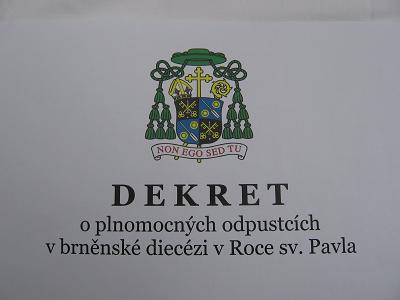 NON EGO SED TU
DEKRET
o plnomocných odpustcích
v brněnské diecézi v Roce sv. Pavla